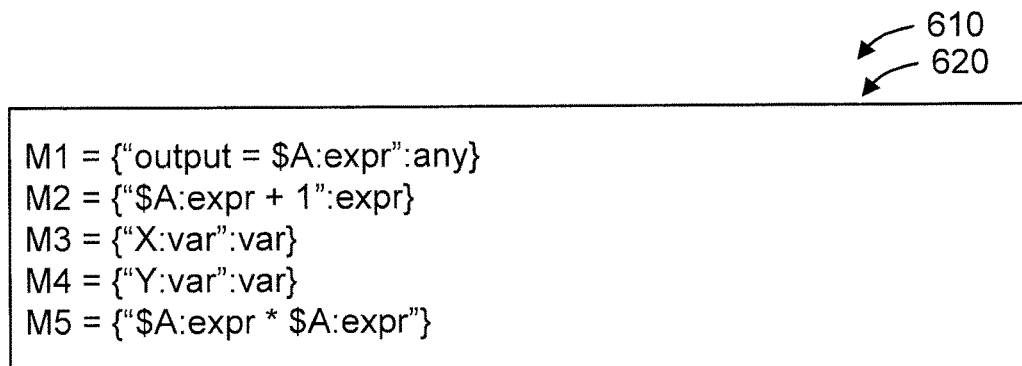 610
620
M1 = {“output = $A:expr”:any}
M2 = {“$A:expr + 1”:expr}
M3 = {“X:var”:var}
M4 = {“Y:var”:var}
M5 = {“$A:expr * $A:expr”}